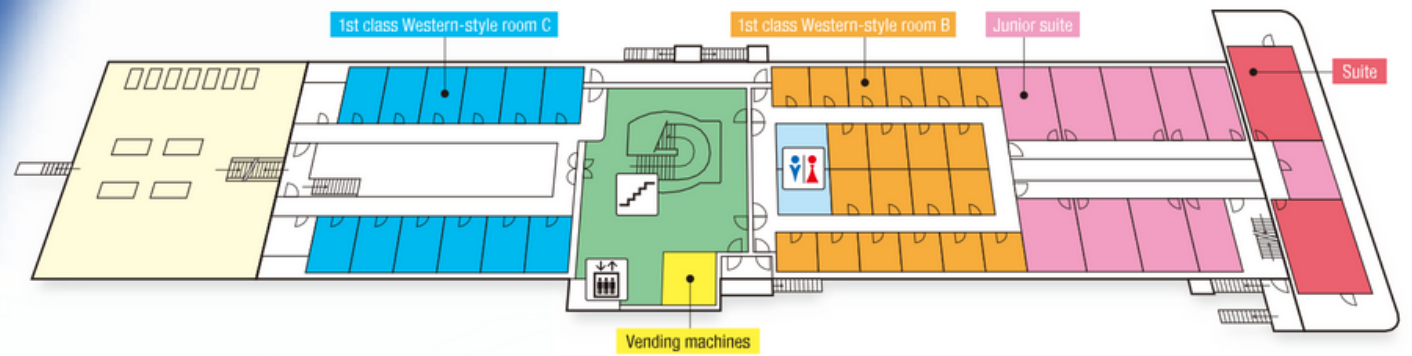 1st class Western-style room C
1st class Western-style room B
Junior suite
Suite
Vending machines